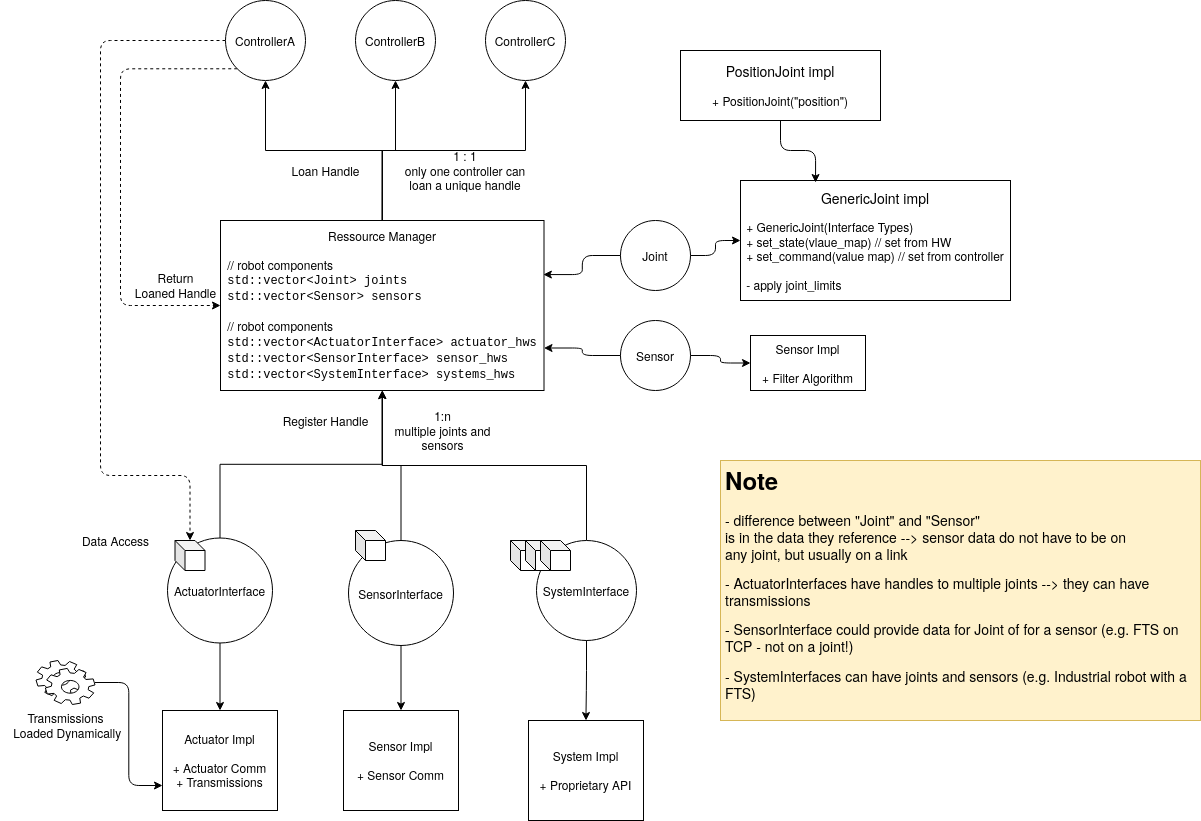 ControllerA
ControllerB
ControllerC
PositionJoint impl
+ PositionJoint("position")
Loan Handle
1 : 1
only one controller can
loan a unique handle
GenericJoint impl
+ GenericJoint(Interface Types)
+ set_state(vlaue_map) // set from HW
+ set_command(value map) // set from controller
- apply joint_limits
Ressource Manager
// robot components
std::vector<Joint> joints
std::vector<Sensor> sensors
// robot components
std::vector<ActuatorInterface> actuator_hws
std::vector<SensorInterface> sensor_hws
std::vector<SystemInterface> systems_hws
Joint
Return
Loaned Handle
Sensor
Sensor Impl
+ Filter Algorithm
Register Handle
1:n
multiple joints and
sensors
Note
- difference between "Joint" and "Sensor"
is in the data they reference --> sensor data do not have to be on
any joint, but usually on a link
- ActuatorInterfaces have handles to multiple joints --> they can have
transmissions
- SensorInterface could provide data for Joint of for a sensor (e.g. FTS on
TCP - not on a joint!)
- SystemInterfaces can have joints and sensors (e.g. Industrial robot with a
FTS)
Data Access
ActuatorInterface
SensorInterface
SystemInterface
Transmissions
Loaded Dynamically
Actuator Impl
+ Actuator Comm
+ Transmissions
Sensor Impl
+ Sensor Comm
System Impl
+ Proprietary API